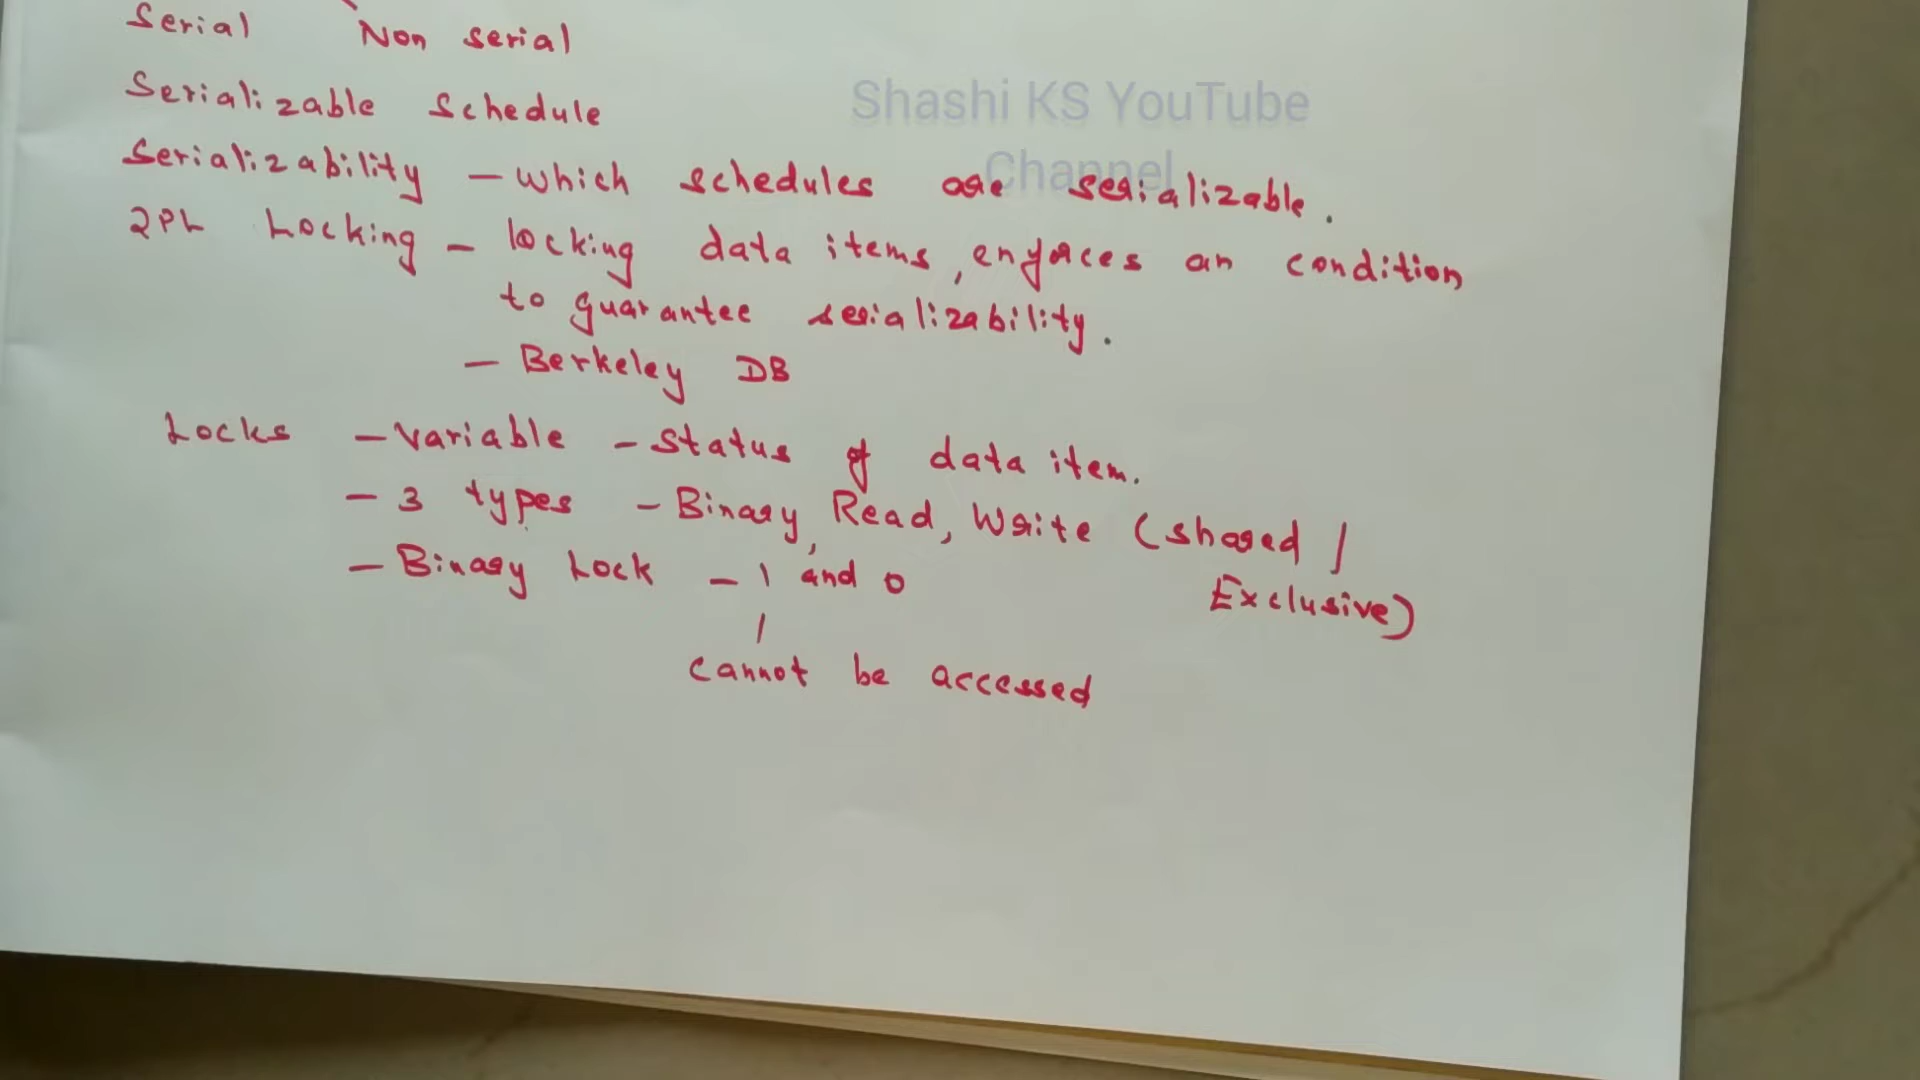 Serial Non serial
Serializable schedule
Shashi KS YouTube
Channel
Serializability - which schedules are serializable.
2PL Locking - locking data items, enforces an condition
to guarantee serializability.
- Berkeley DB
Locks - variable - status of data item.
- 3 types - Binary, Read, Write (shared /
Exclusive)
- Binary Lock - 1 and 0
cannot be accessed